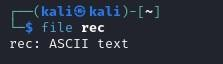 ┌──(kali㉿kali)-[~]
└─$ file rec
rec: ASCII text